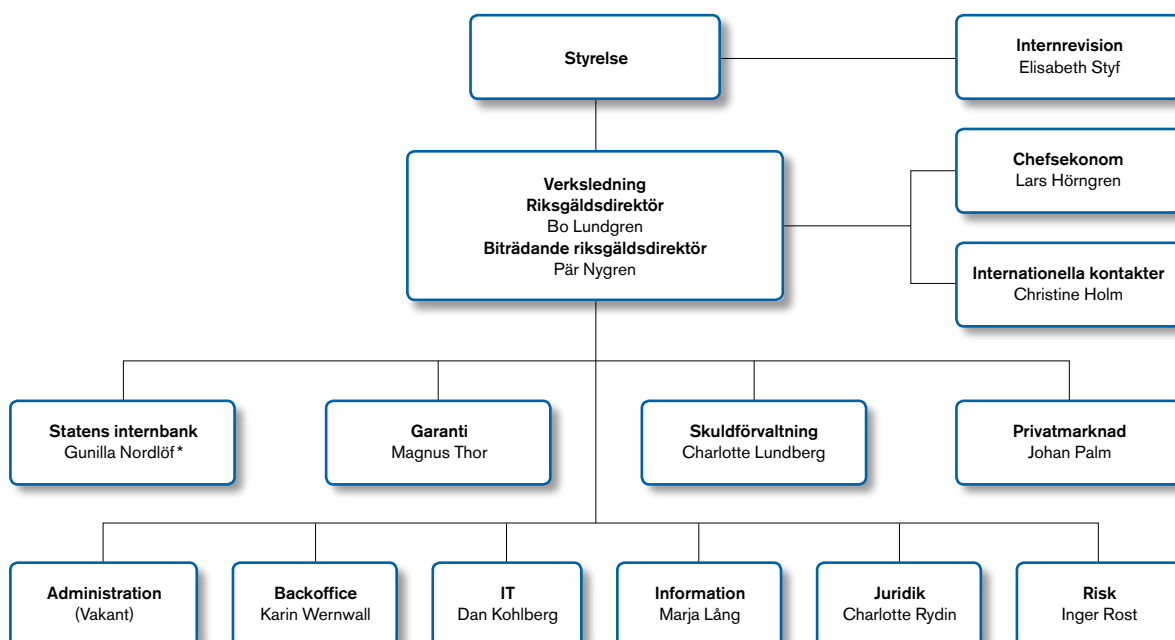 Styrelse
Internrevision
Elisabeth Styf
Chefsekonom
Lars Hörngren
Verksledning
Riksgäldsdirektör
Bo Lundgren
Biträdande riksgäldsdirektör
Pär Nygren
Internationella kontakter
Christine Holm
Statens internbank
Gunilla Nordlöf*
Garanti
Magnus Thor
Skuldförvaltning
Charlotte Lundberg
Privatmarknad
Johan Palm
Administration
(Vakant)
Backoffice
Karin Wernwall
IT
Dan Kohlberg
Information
Marja Lång
Juridik
Charlotte Rydin
Risk
Inger Rost